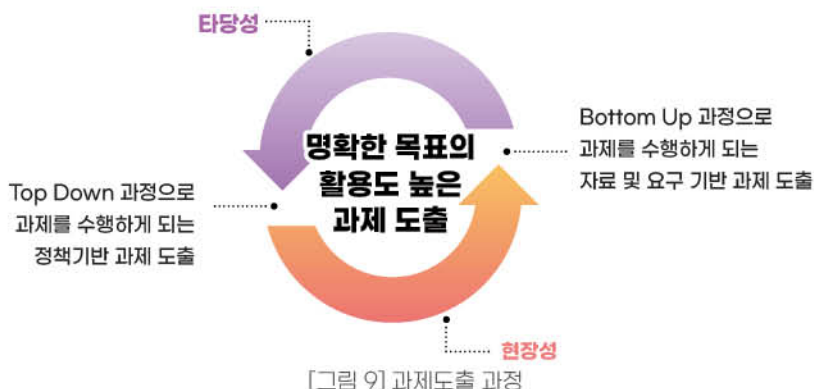 타당성
명확한 목표의
활용도 높은
과제 도출
Bottom Up 과정으로
과제를 수행하게 되는
자료 및 요구 기반 과제 도출
Top Down 과정으로
과제를 수행하게 되는
정책기반 과제 도출
현장성
[그림 9] 과제도출 과정